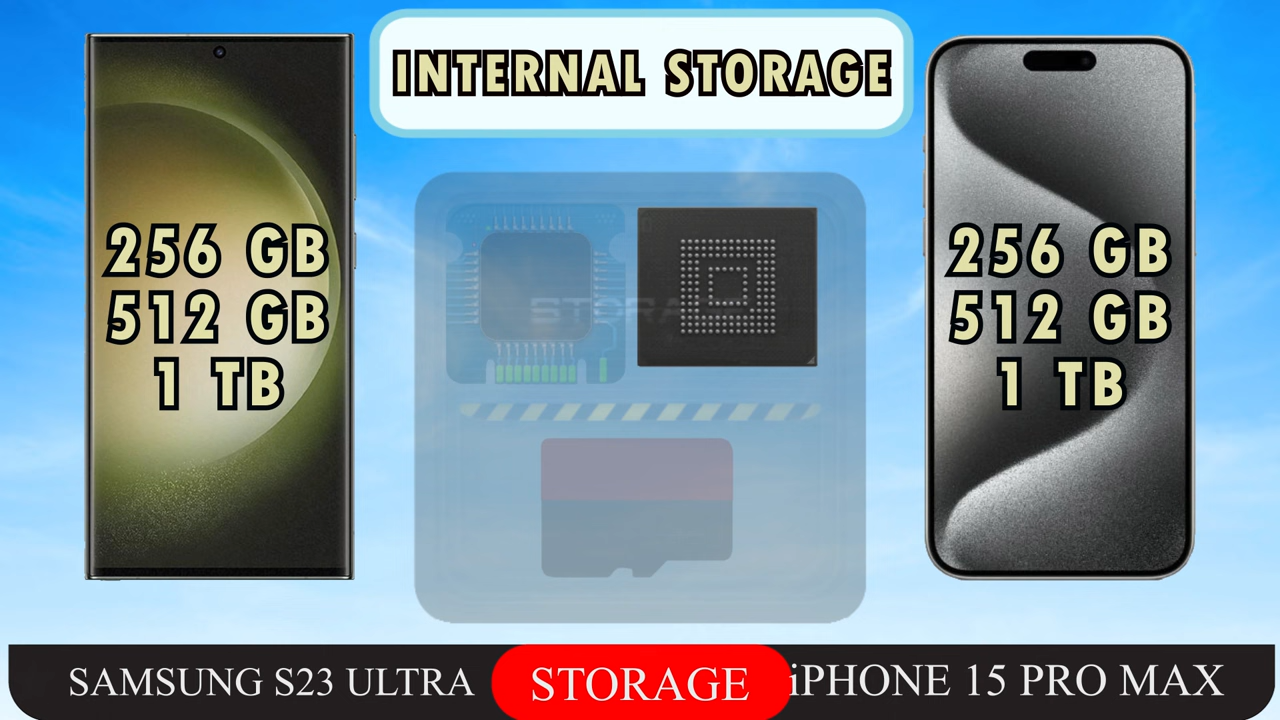 INTERNAL STORAGE
256 GB
512 GB
1 TB
STORAGE
256 GB
512 GB
1 TB
SAMSUNG S23 ULTRA
STORAGE
iPHONE 15 PRO MAX